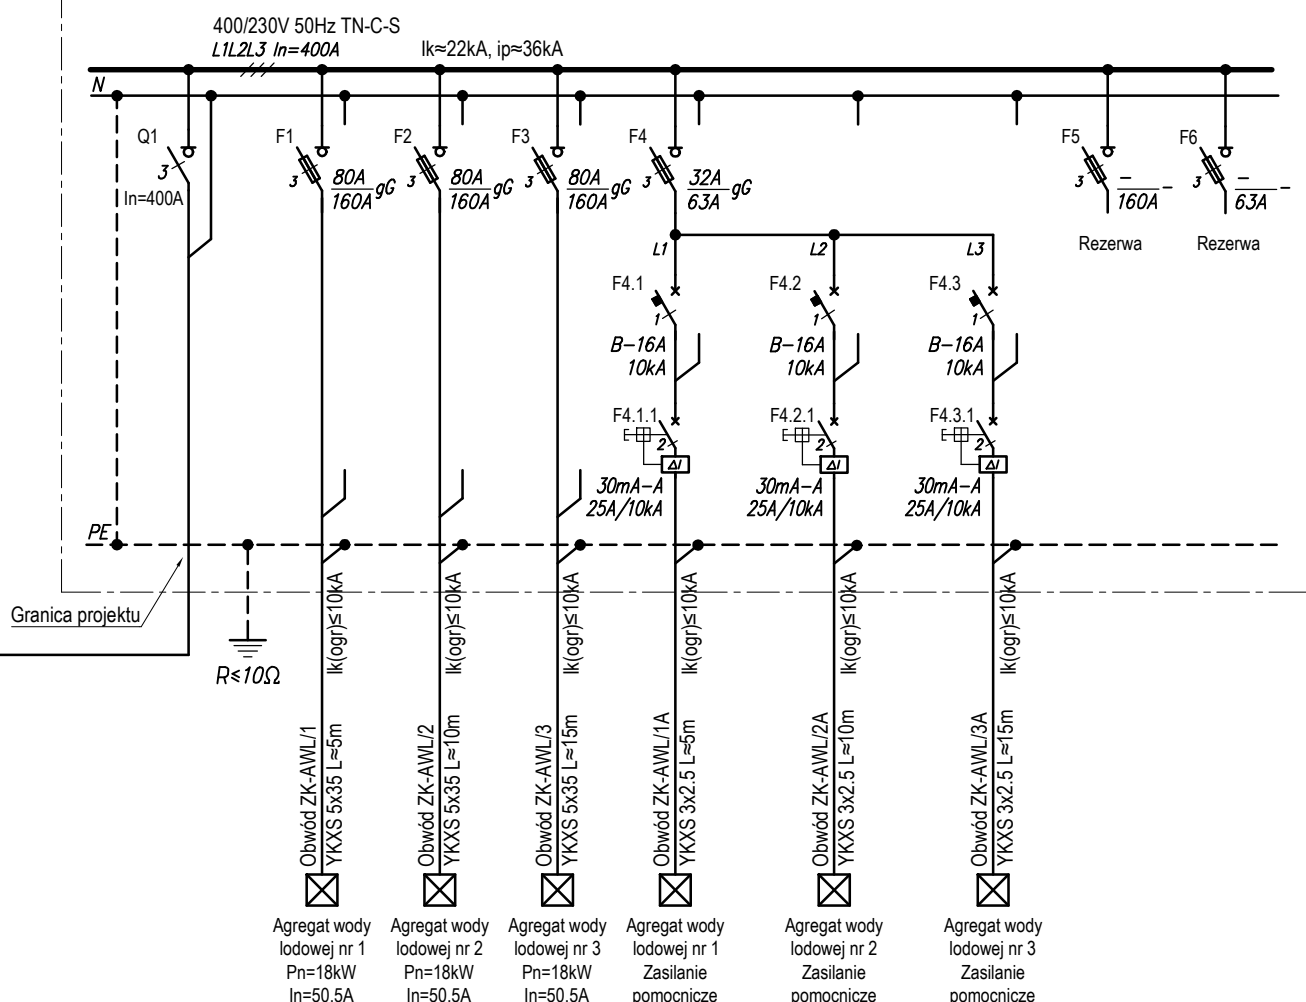 400/230V 50Hz TN-C-S
L1L2L3 In=400A
Ik≈22kA, ip≈36kA
N
Q1
3
In=400A
F1
3
80A
160A
gG
F2
3
80A
160A
gG
F3
3
80A
160A
gG
F4
3
32A
63A
gG
F5
3
–
160A
–
Rezerwa
F6
3
–
63A
–
Rezerwa
L1
L2
L3
F4.1
1
B–16A
10kA
F4.2
1
B–16A
10kA
F4.3
1
B–16A
10kA
F4.1.1
2
ΔI
30mA–A
25A/10kA
F4.2.1
2
ΔI
30mA–A
25A/10kA
F4.3.1
2
ΔI
30mA–A
25A/10kA
PE
Granica projektu
R≤10Ω
Ik(ogr)≤10kA
Ik(ogr)≤10kA
Ik(ogr)≤10kA
Ik(ogr)≤10kA
Ik(ogr)≤10kA
Ik(ogr)≤10kA
Obwód ZK-AWL/1
YKXS 5x35 L≈5m
Obwód ZK-AWL/2
YKXS 5x35 L≈10m
Obwód ZK-AWL/3
YKXS 5x35 L≈15m
Obwód ZK-AWL/1A
YKXS 3x2.5 L≈5m
Obwód ZK-AWL/2A
YKXS 3x2.5 L≈10m
Obwód ZK-AWL/3A
YKXS 3x2.5 L≈15m
Agregat wody
lodowej nr 1
Pn=18kW
In=50.5A
Agregat wody
lodowej nr 2
Pn=18kW
In=50.5A
Agregat wody
lodowej nr 3
Pn=18kW
In=50.5A
Agregat wody
lodowej nr 1
Zasilanie
pomocnicze
Agregat wody
lodowej nr 2
Zasilanie
pomocnicze
Agregat wody
lodowej nr 3
Zasilanie
pomocnicze